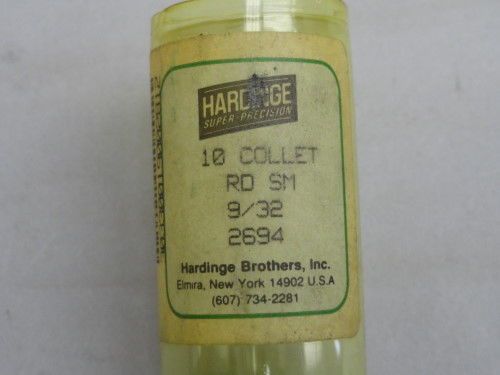 HARDINGE
SUPER-PRECISION
10 COLLET
RD SM
9/32
2694
Hardinge Brothers, Inc.
Elmira, New York 14902 U.S.A
(607) 734-2281